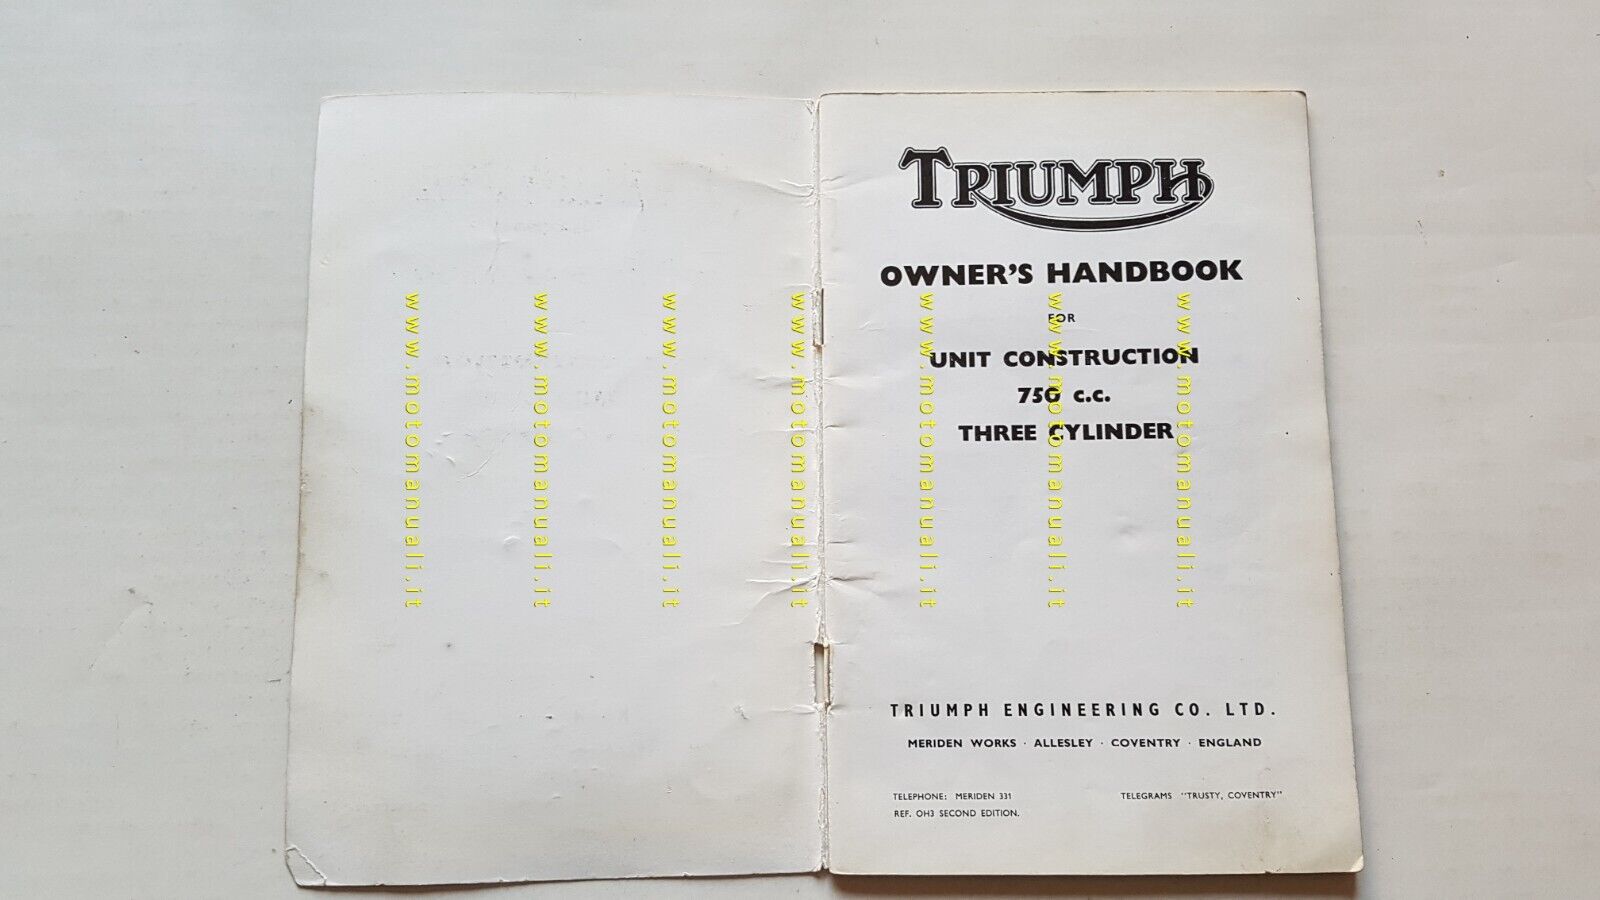 TRIUMPH
OWNER'S HANDBOOK
FOR
UNIT CONSTRUCTION
750 c.c.
THREE CYLINDER
TRIUMPH ENGINEERING CO. LTD.
MERIDEN WORKS · ALLESLEY · COVENTRY · ENGLAND
TELEPHONE: MERIDEN 331
TELEGRAMS "TRUSTY, COVENTRY"
REF. OH3 SECOND EDITION.
www.motomanuali.it
www.motomanuali.it
www.motomanuali.it
www.motomanuali.it
www.motomanuali.it
www.motomanuali.it
www.motomanuali.it